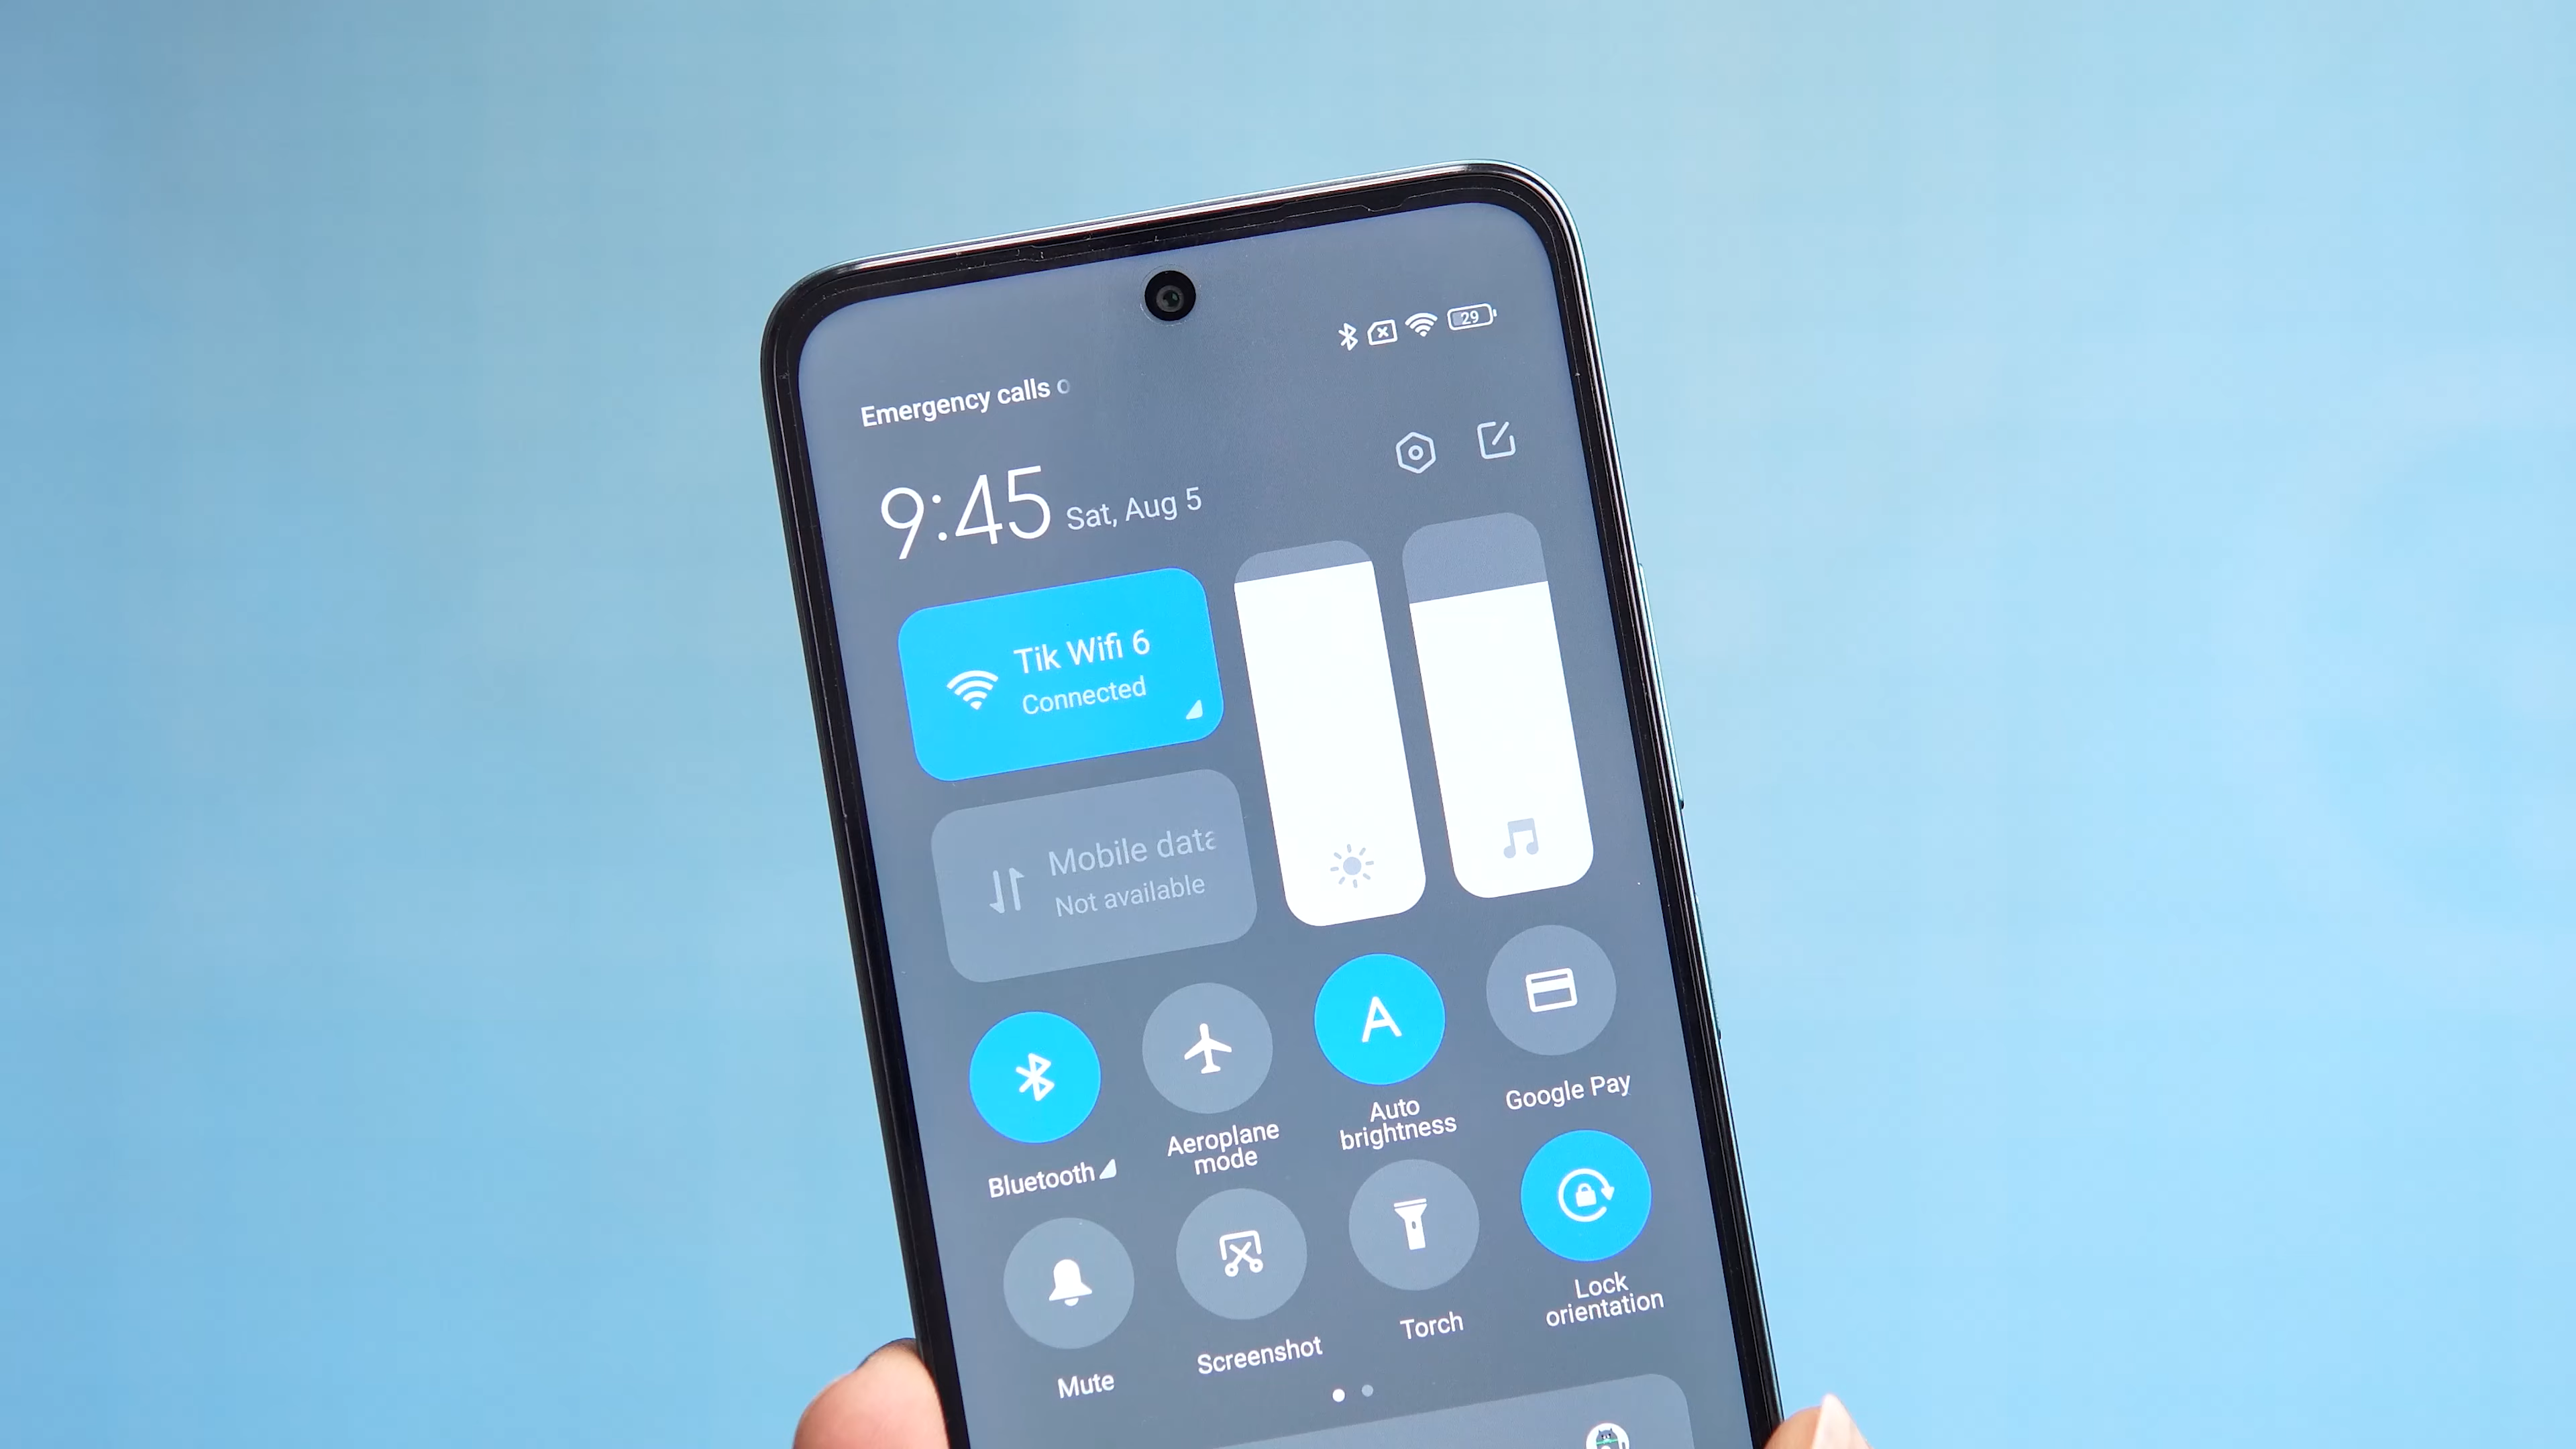 29
Emergency calls
9:45 Sat, Aug 5
Tik Wifi 6
Connected
Mobile data
Not available
A
Bluetooth
Aeroplane
mode
Auto
brightness
Google Pay
Mute
Screenshot
Torch
Lock
orientation